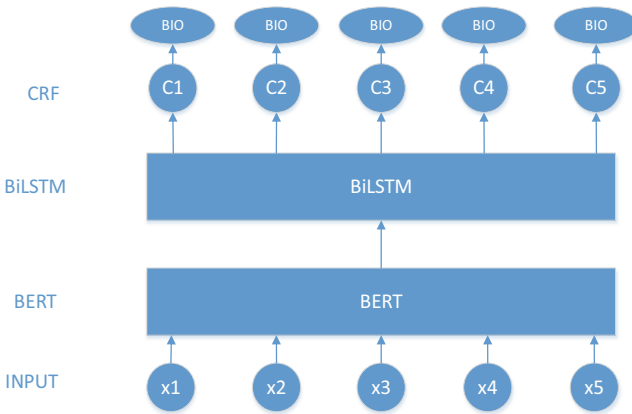 BIO BIO BIO BIO BIO
CRF C1 C2 C3 C4 C5
BiLSTM BiLSTM
BERT BERT
INPUT x1 x2 x3 x4 x5